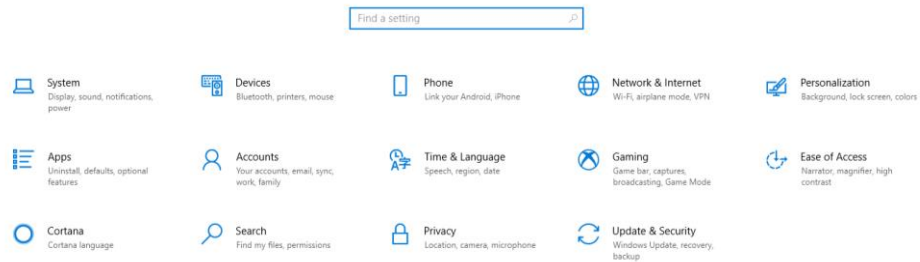 Find a setting
System
Display, sound, notifications,
power
Devices
Bluetooth, printers, mouse
Phone
Link your Android, iPhone
Network & Internet
Wi-Fi, airplane mode, VPN
Personalization
Background, lock screen, colors
Apps
Uninstall, defaults, optional
features
Accounts
Your accounts, email, sync,
work, family
Time & Language
Speech, region, date
Gaming
Game bar, captures,
broadcasting, Game Mode
Ease of Access
Narrator, magnifier, high
contrast
Cortana
Cortana language
Search
Find my files, permissions
Privacy
Location, camera, microphone
Update & Security
Windows Update, recovery,
backup